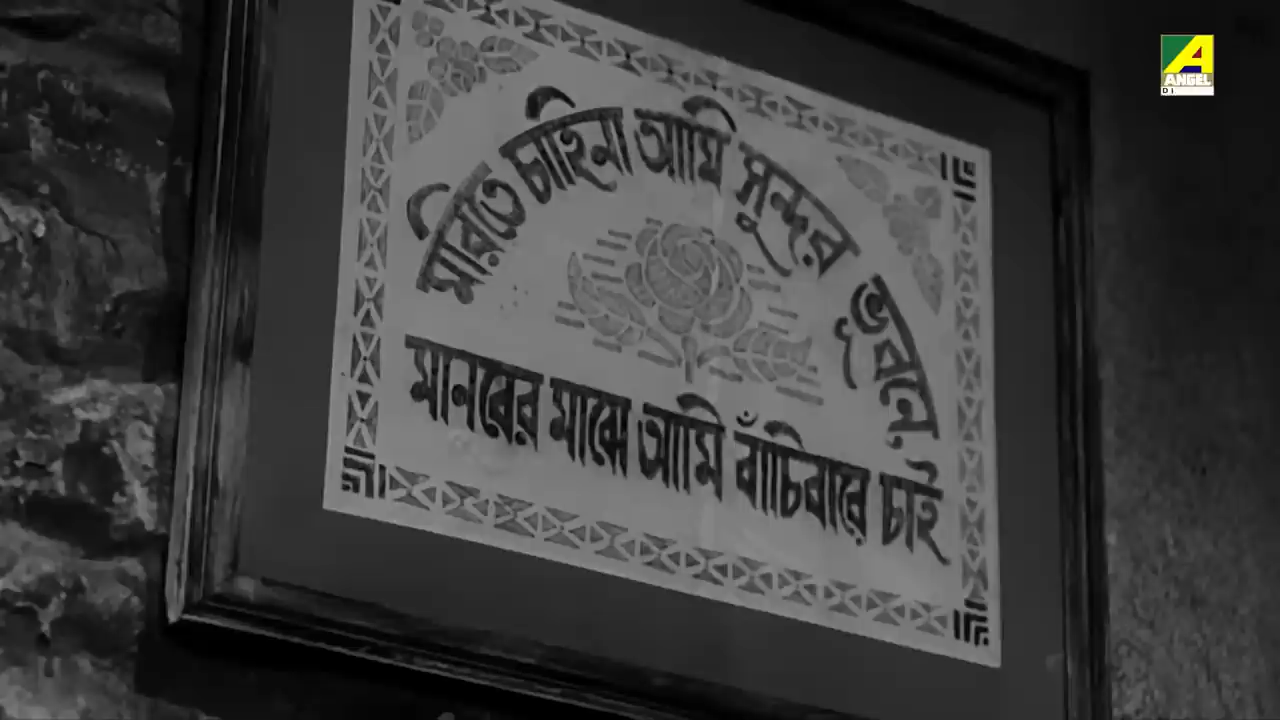 মরিতে চাহিনা আমি সুন্দর ভূবনে
মানবের মাঝে আমি বাঁচিবারে চাই
A
ANGEL